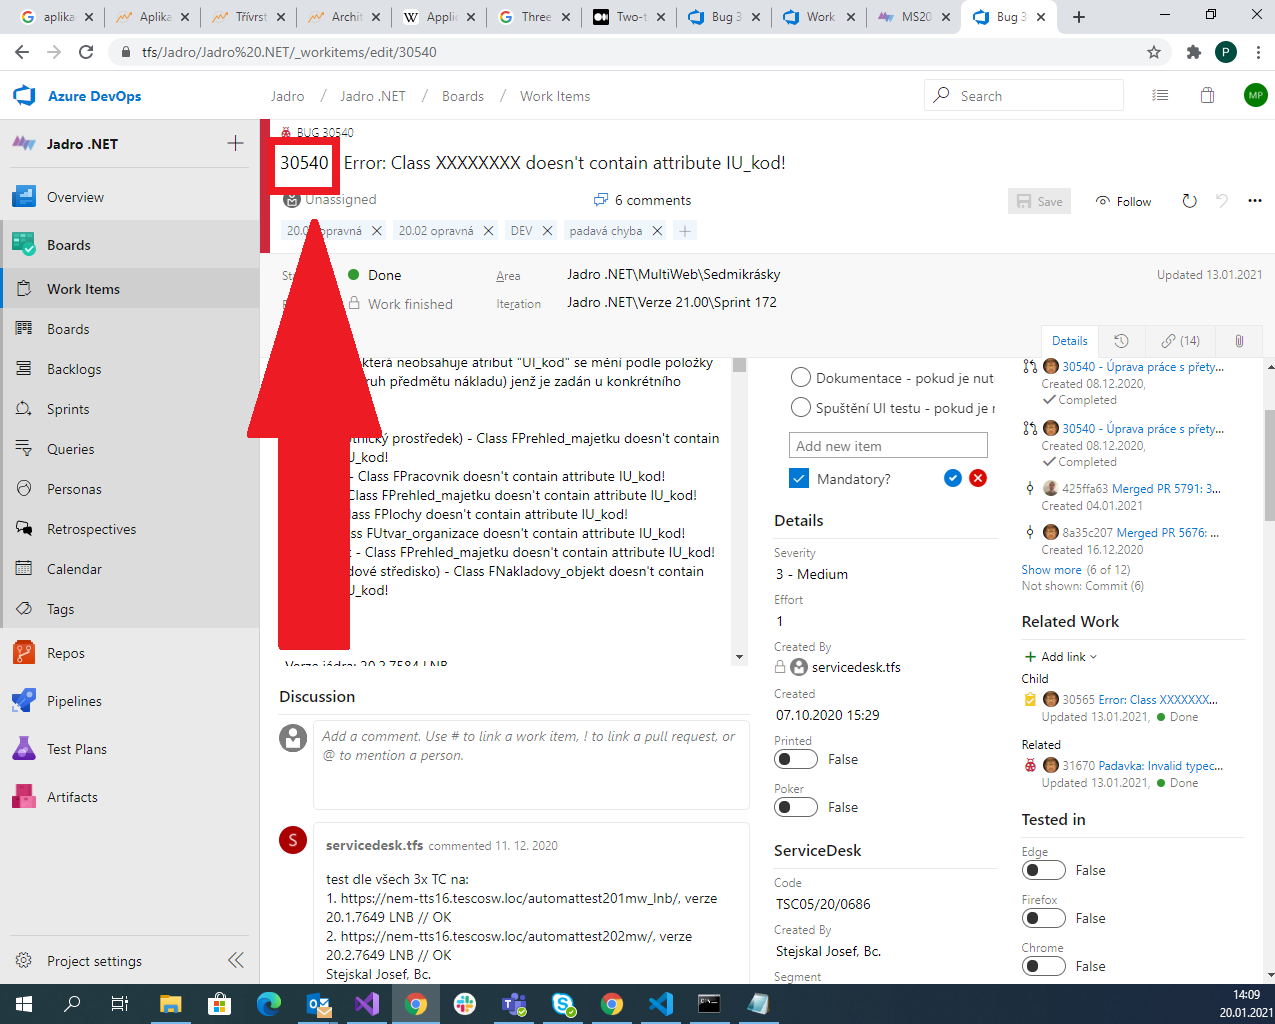 aplika
Aplika
Třívrst
Archit
Applic
Three
Two-t
Bug 3
Work
MS20
Bug 3
tfs/Jadro/Jadro%20.NET/_workitems/edit/30540
P
Azure DevOps
Jadro / Jadro .NET / Boards / Work Items
Search
MP
Jadro .NET
Overview
Boards
Work Items
Boards
Backlogs
Sprints
Queries
Personas
Retrospectives
Calendar
Tags
Repos
Pipelines
Test Plans
Artifacts
Project settings
BUG 30540
30540 Error: Class XXXXXXXX doesn't contain attribute IU_kod!
Unassigned
6 comments
Save
Follow
20.0 opravná
20.02 opravná
DEV
padavá chyba
Done
Area
Jadro .NET\MultiWeb\Sedmikrásky
Updated 13.01.2021
Work finished
Iteration
Jadro .NET\Verze 21.00\Sprint 172
Details
(14)
která neobsahuje atribut "UI_kod" se mění podle položky
ruh předmětu nákladu) jenž je zadán u konkrétního
tnický prostředek) - Class FPrehled_majetku doesn't contain
U_kod!
- Class FPracovnik doesn't contain attribute IU_kod!
Class FPrehled_majetku doesn't contain attribute IU_kod!
Class FPlochy doesn't contain attribute IU_kod!
ss FUtvar_organizace doesn't contain attribute IU_kod!
- Class FPrehled_majetku doesn't contain attribute IU_kod!
dové středisko) - Class FNakladovy_objekt doesn't contain
U_kod!
Verze jádra: 20.2.7584 LNB
Discussion
Add a comment. Use # to link a work item, ! to link a pull request, or
@ to mention a person.
S
servicedesk.tfs commented 11. 12. 2020
test dle všech 3x TC na:
1. https://nem-tts16.tescosw.loc/automattest201mw_lnb/, verze
20.1.7649 LNB // OK
2. https://nem-tts16.tescosw.loc/automattest202mw/, verze
20.2.7649 LNB // OK
Stejskal Josef, Bc.
Dokumentace - pokud je nut
Spuštění UI testu - pokud je r
Add new item
Mandatory?
Details
Severity
3 - Medium
Effort
1
Created By
servicedesk.tfs
Created
07.10.2020 15:29
Printed
False
Poker
False
ServiceDesk
Code
TSC05/20/0686
Created By
Stejskal Josef, Bc.
Segment
30540 - Úprava práce s přety...
Created 08.12.2020,
Completed
30540 - Úprava práce s přety...
Created 08.12.2020,
Completed
425ffa63 Merged PR 5791: 3...
Created 04.01.2021
8a35c207 Merged PR 5676: ...
Created 16.12.2020
Show more (6 of 12)
Not shown: Commit (6)
Related Work
Add link
Child
30565 Error: Class XXXXXXX...
Updated 13.01.2021, Done
Related
31670 Padavka: Invalid typec...
Updated 13.01.2021, Done
Tested in
Edge
False
Firefox
False
Chrome
False
14:09
20.01.2021